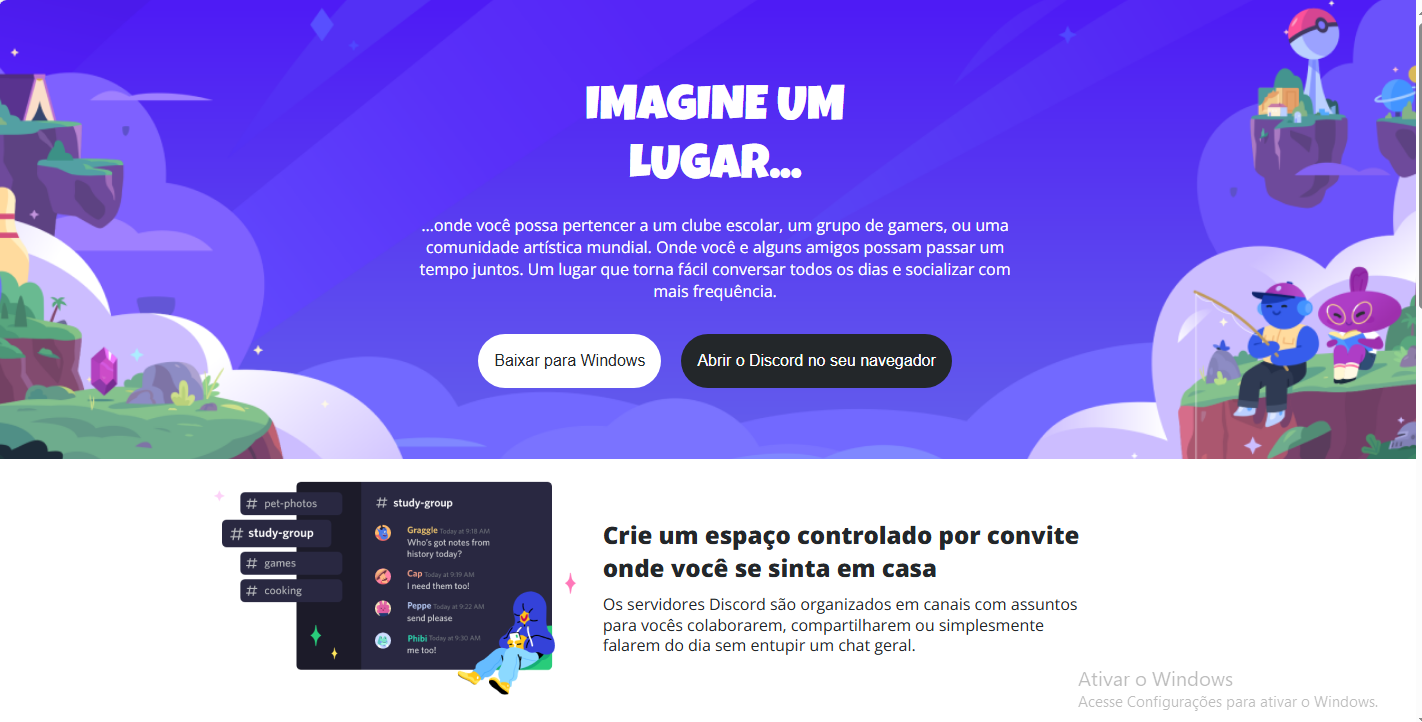 IMAGINE UM
LUGAR...
...onde você possa pertencer a um clube escolar, um grupo de gamers, ou uma
comunidade artística mundial. Onde você e alguns amigos possam passar um
tempo juntos. Um lugar que torna fácil conversar todos os dias e socializar com
mais frequência.
Baixar para Windows
Abrir o Discord no seu navegador
# pet-photos
# study-group
# games
# cooking
# study-group
Graggle Today at 9:18 AM
Who's got notes from
history today?
Cap Today at 9:19 AM
I need them too!
Peppe Today at 9:22 AM
send please
Phibi Today at 9:30 AM
me too!
Crie um espaço controlado por convite
onde você se sinta em casa
Os servidores Discord são organizados em canais com assuntos
para vocês colaborarem, compartilharem ou simplesmente
falarem do dia sem entupir um chat geral.
Ativar o Windows
Acesse Configurações para ativar o Windows.